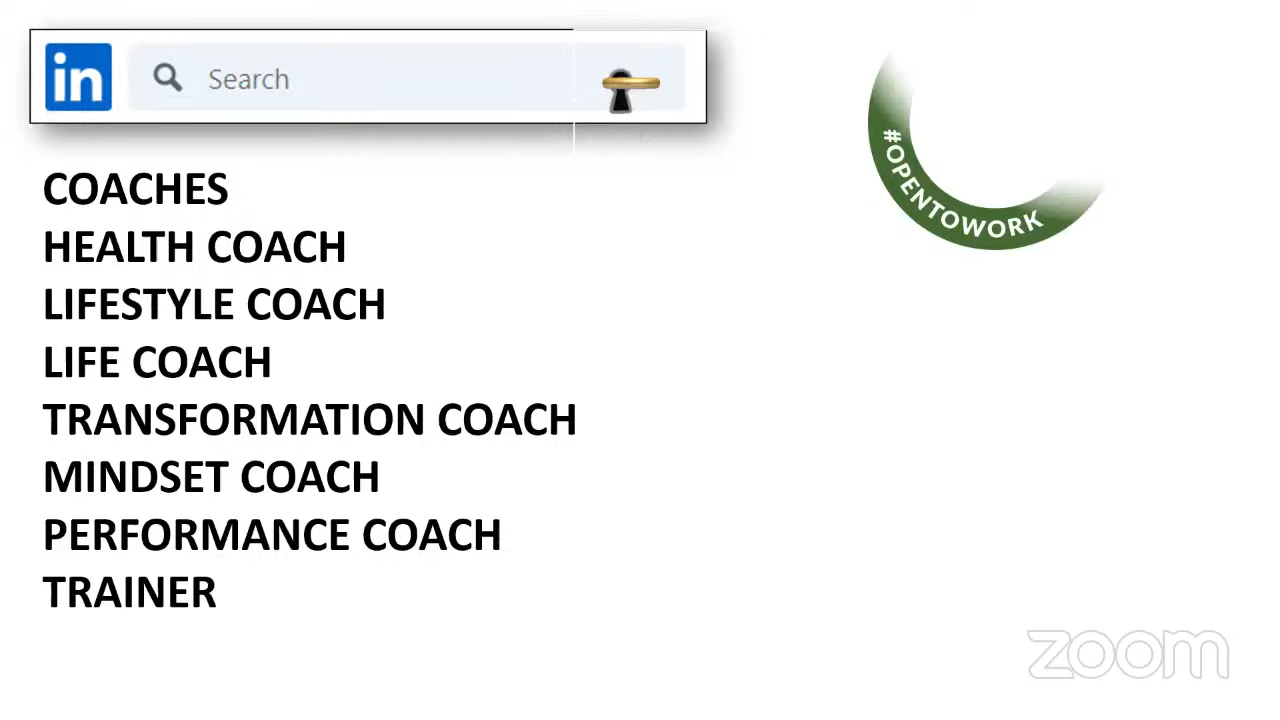 in Search
COACHES
HEALTH COACH
LIFESTYLE COACH
LIFE COACH
TRANSFORMATION COACH
MINDSET COACH
PERFORMANCE COACH
TRAINER
#OPENTOWORK
zoom